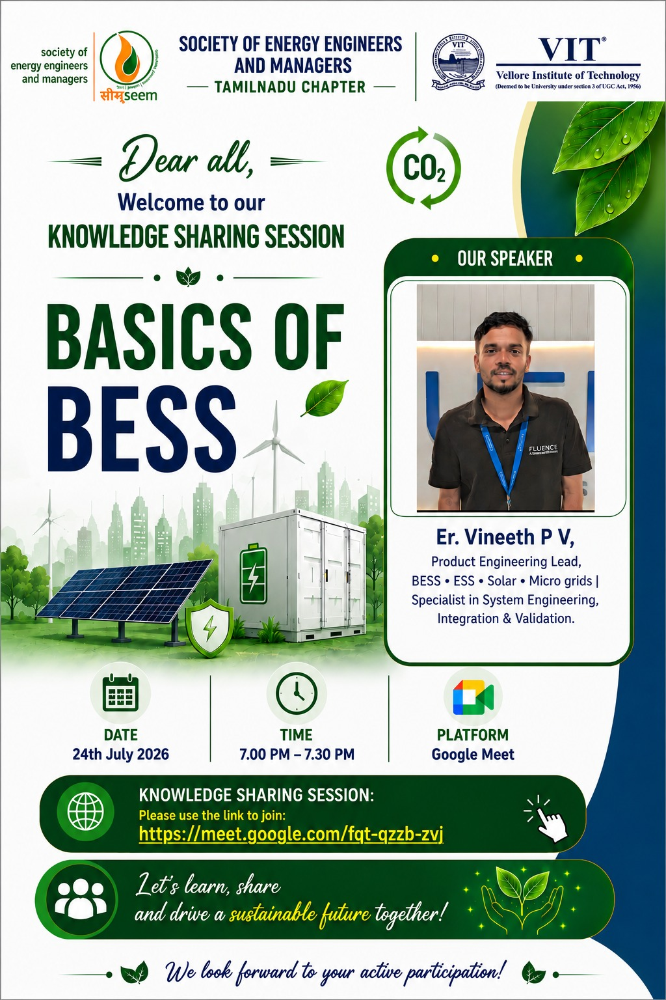 society of
energy engineers
and managers
सीमृseem
SOCIETY OF ENERGY ENGINEERS
AND MANAGERS
TAMILNADU CHAPTER
VIT
VIT®
Vellore Institute of Technology
(Deemed to be University under section 3 of UGC Act, 1956)
Dear all,
Welcome to our
KNOWLEDGE SHARING SESSION
CO2
BASICS OF
BESS
OUR SPEAKER
FLUENCE
Er. Vineeth P V,
Product Engineering Lead,
BESS • ESS • Solar • Micro grids |
Specialist in System Engineering,
Integration & Validation.
DATE
24th July 2026
TIME
7.00 PM – 7.30 PM
PLATFORM
Google Meet
KNOWLEDGE SHARING SESSION:
Please use the link to join:
https://meet.google.com/fqt-qzzb-zvj
Let's learn, share
and drive a sustainable future together!
We look forward to your active participation!